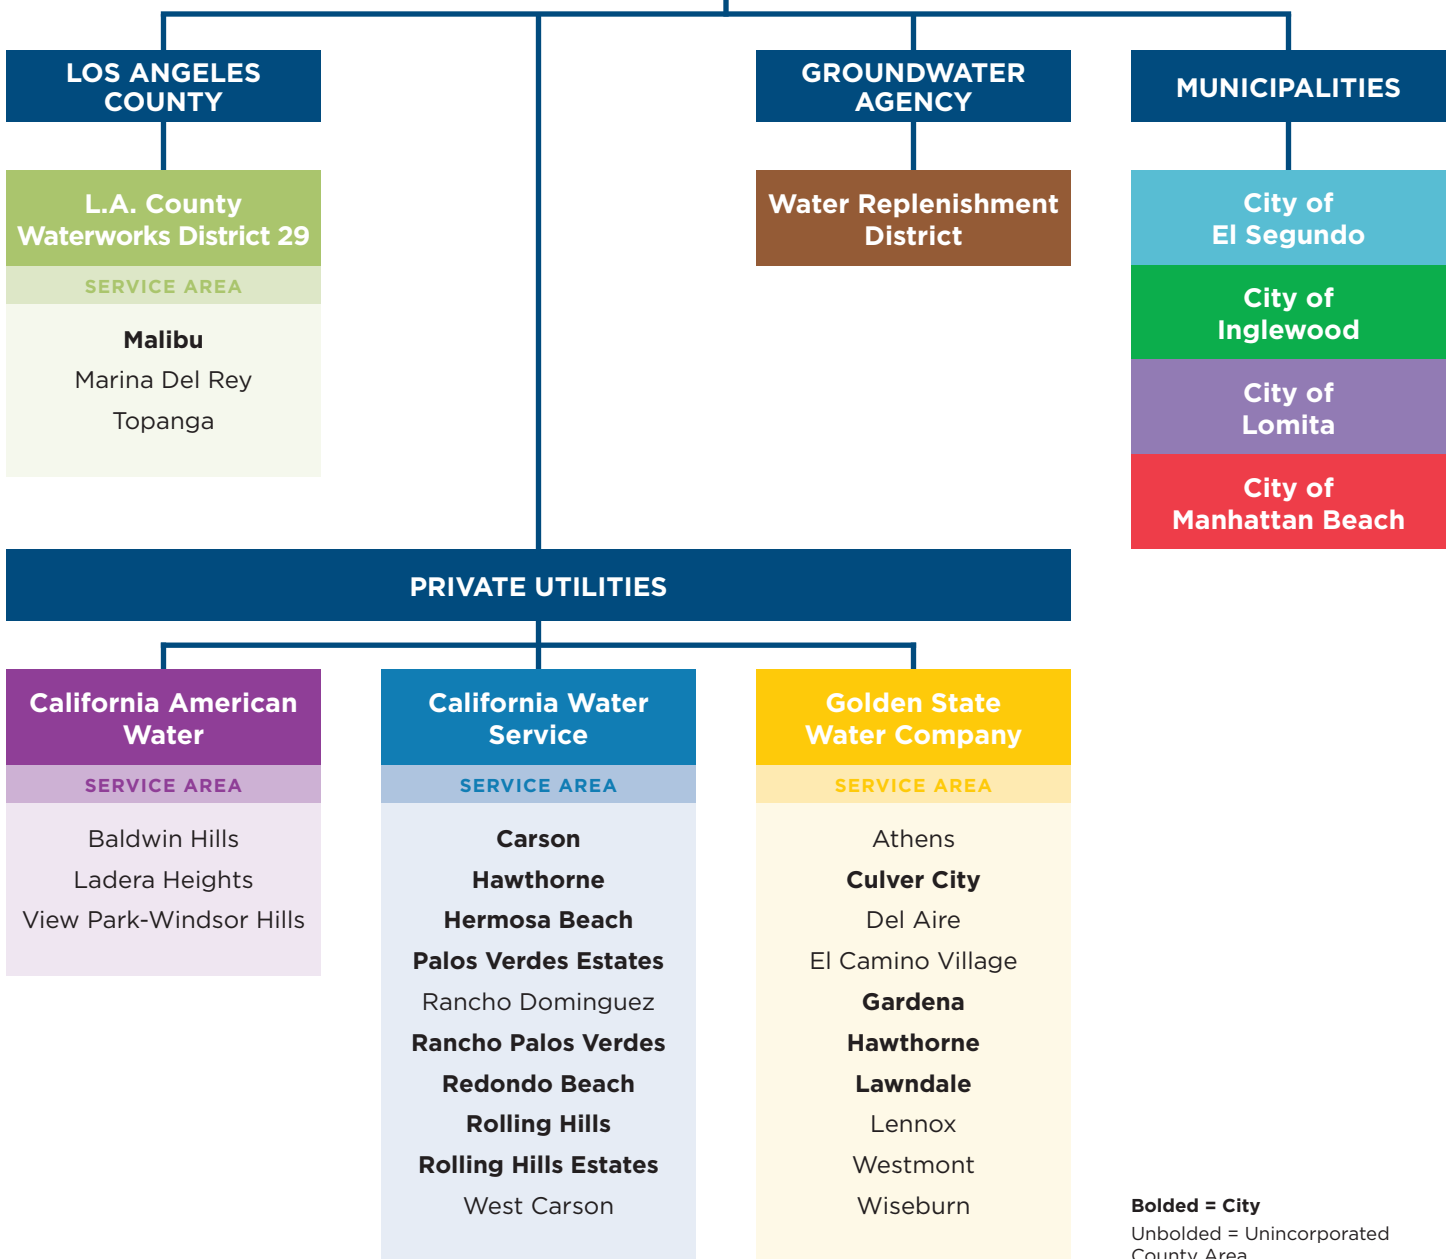 LOS ANGELES
COUNTY
GROUNDWATER
AGENCY
MUNICIPALITIES
L.A. County
Waterworks District 29
SERVICE AREA
Malibu
Marina Del Rey
Topanga
Water Replenishment
District
City of
El Segundo
City of
Inglewood
City of
Lomita
City of
Manhattan Beach
PRIVATE UTILITIES
California American
Water
SERVICE AREA
Baldwin Hills
Ladera Heights
View Park-Windsor Hills
California Water
Service
SERVICE AREA
Carson
Hawthorne
Hermosa Beach
Palos Verdes Estates
Rancho Dominguez
Rancho Palos Verdes
Redondo Beach
Rolling Hills
Rolling Hills Estates
West Carson
Golden State
Water Company
SERVICE AREA
Athens
Culver City
Del Aire
El Camino Village
Gardena
Hawthorne
Lawndale
Lennox
Westmont
Wiseburn
Bolded = City
Unbolded = Unincorporated
County Area